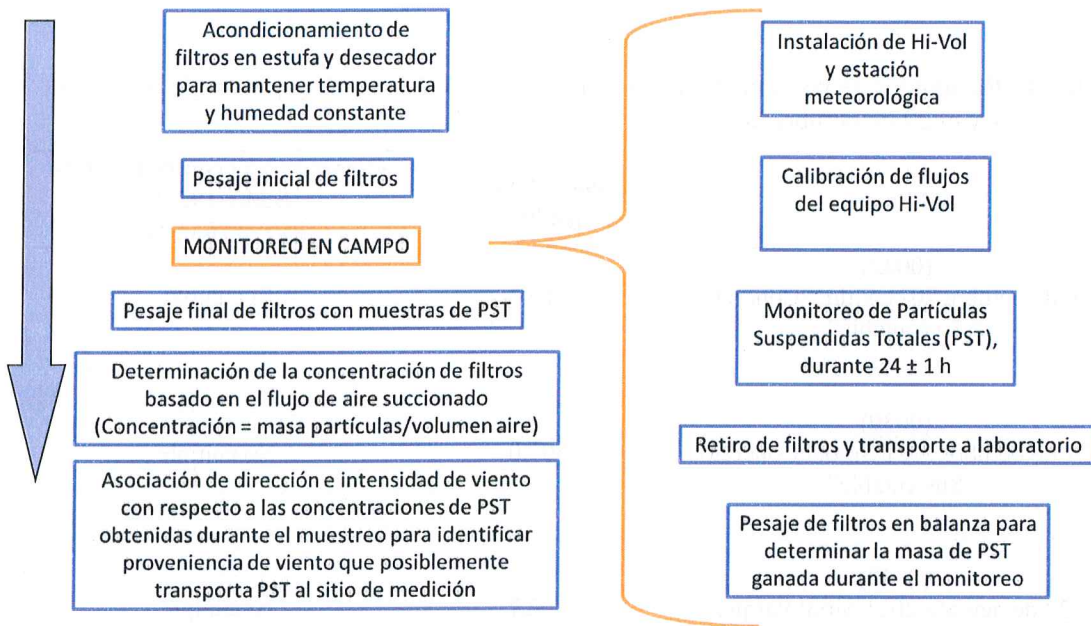 Acondicionamiento de
filtros en estufa y desecador
para mantener temperatura
y humedad constante
Pesaje inicial de filtros
MONITOREO EN CAMPO
Pesaje final de filtros con muestras de PST
Determinación de la concentración de filtros
basado en el flujo de aire succionado
(Concentración = masa partículas/volumen aire)
Asociación de dirección e intensidad de viento
con respecto a las concentraciones de PST
obtenidas durante el muestreo para identificar
proveniencia de viento que posiblemente
transporta PST al sitio de medición
Instalación de Hi-Vol
y estación
meteorológica
Calibración de flujos
del equipo Hi-Vol
Monitoreo de Partículas
Suspendidas Totales (PST),
durante 24 ± 1 h
Retiro de filtros y transporte a laboratorio
Pesaje de filtros en balanza para
determinar la masa de PST
ganada durante el monitoreo